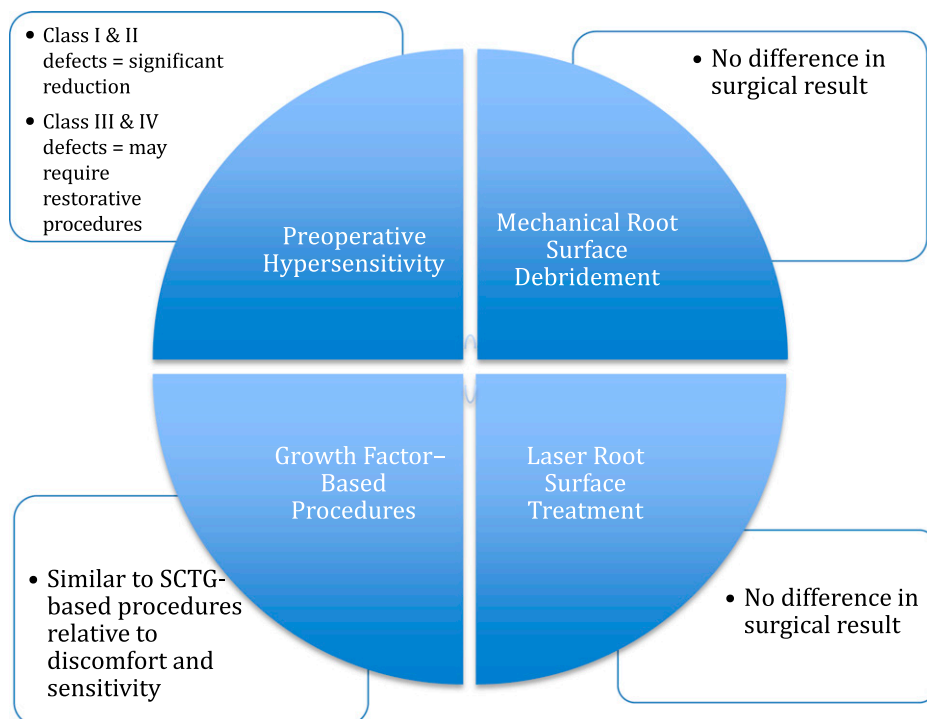 • Class I & II
defects = significant
reduction
• Class III & IV
defects = may
require
restorative
procedures
• No difference in
surgical result
Preoperative
Hypersensitivity
Mechanical Root
Surface
Debridement
Growth Factor–
Based
Procedures
Laser Root
Surface
Treatment
• Similar to SCTG-
based procedures
relative to
discomfort and
sensitivity
• No difference in
surgical result